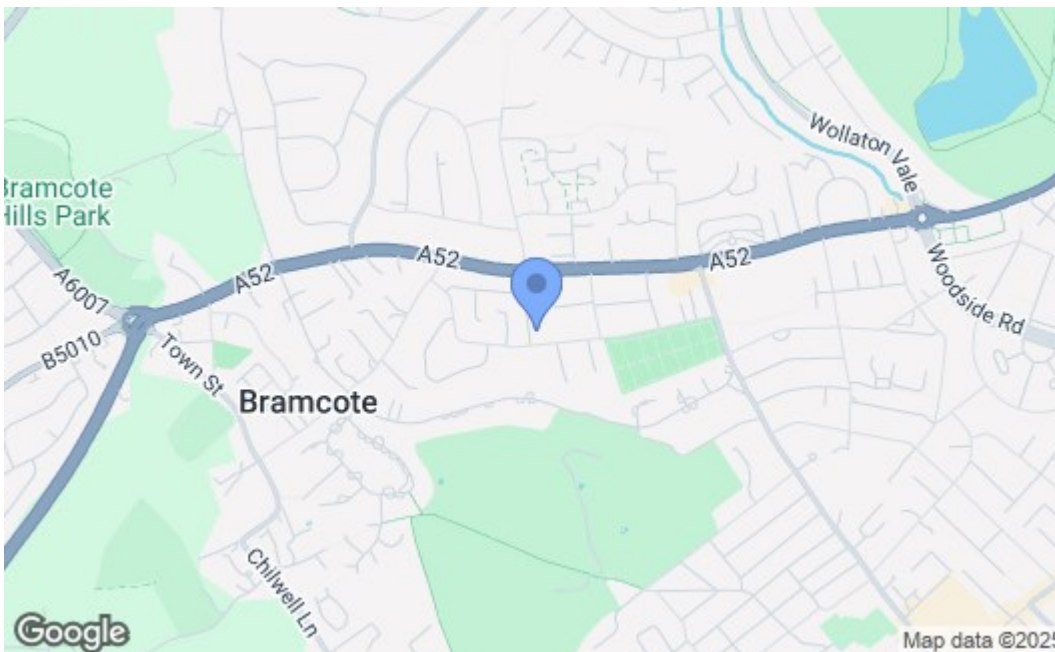 Wollaton Vale
Bramcote
Hills Park
A52
A52
A52
A6007
Woodside Rd
B5010
Town St
Bramcote
Chilwell Ln
Google
Map data ©2025